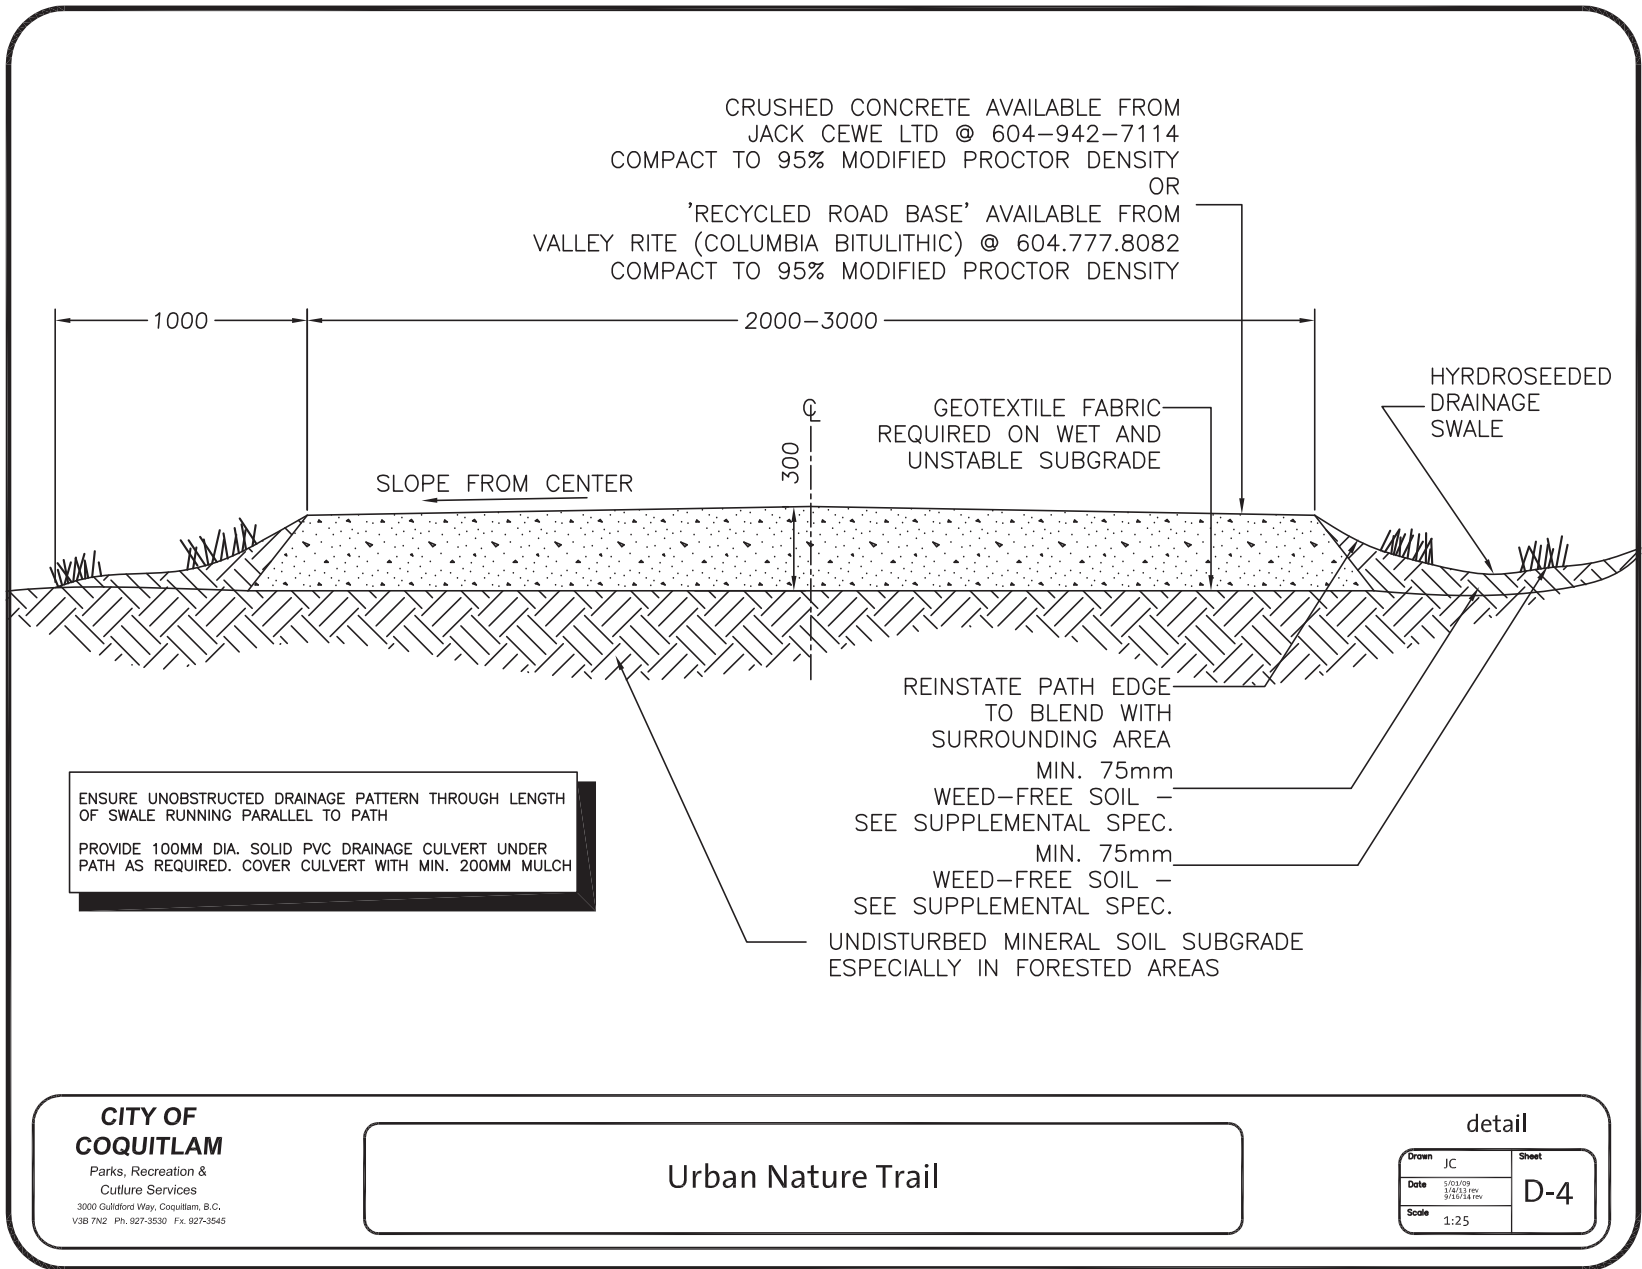 CRUSHED CONCRETE AVAILABLE FROM
JACK CEWE LTD @ 604-942-7114
COMPACT TO 95% MODIFIED PROCTOR DENSITY
OR
'RECYCLED ROAD BASE' AVAILABLE FROM
VALLEY RITE (COLUMBIA BITULITHIC) @ 604.777.8082
COMPACT TO 95% MODIFIED PROCTOR DENSITY
1000
2000-3000
HYRDROSEEDED
DRAINAGE
SWALE
℄
GEOTEXTILE FABRIC
REQUIRED ON WET AND
UNSTABLE SUBGRADE
300
SLOPE FROM CENTER
REINSTATE PATH EDGE
TO BLEND WITH
SURROUNDING AREA
MIN. 75mm
WEED-FREE SOIL -
SEE SUPPLEMENTAL SPEC.
MIN. 75mm
WEED-FREE SOIL -
SEE SUPPLEMENTAL SPEC.
UNDISTURBED MINERAL SOIL SUBGRADE
ESPECIALLY IN FORESTED AREAS
ENSURE UNOBSTRUCTED DRAINAGE PATTERN THROUGH LENGTH
OF SWALE RUNNING PARALLEL TO PATH
PROVIDE 100MM DIA. SOLID PVC DRAINAGE CULVERT UNDER
PATH AS REQUIRED. COVER CULVERT WITH MIN. 200MM MULCH
CITY OF
COQUITLAM
Parks, Recreation &
Cutlure Services
3000 Guildford Way, Coquitlam, B.C.
V3B 7N2 Ph. 927-3530 Fx. 927-3545
Urban Nature Trail
detail
Drawn JC
Date 5/01/09
1/4/13 rev
9/16/14 rev
Scale 1:25
Sheet
D-4